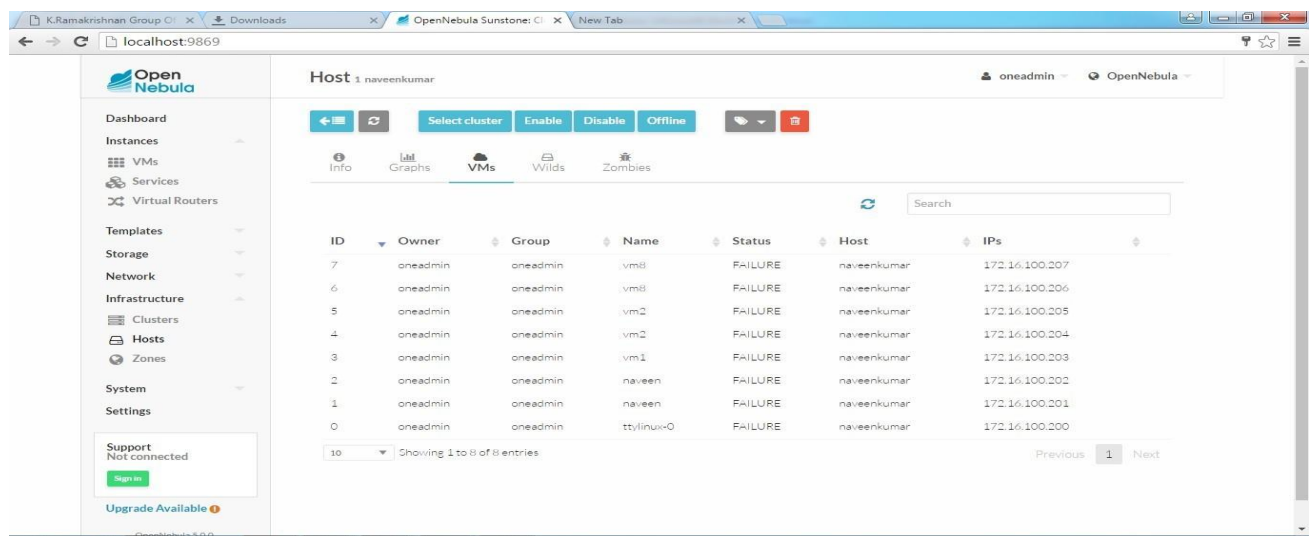 K.Ramakrishnan Group Of
Downloads
OpenNebula Sunstone: Cl
New Tab
localhost:9869
Open
Nebula
Host 1 naveenkumar
oneadmin
OpenNebula
Dashboard
Instances
VMs
Services
Virtual Routers
Templates
Storage
Network
Infrastructure
Clusters
Hosts
Zones
System
Settings
Support
Not connected
Sign in
Upgrade Available
OpenNebula 5.0.0
Select cluster Enable Disable Offline
Info Graphs VMs Wilds Zombies
Search
ID Owner Group Name Status Host IPs
7 oneadmin oneadmin vm8 FAILURE naveenkumar 172.16.100.207
6 oneadmin oneadmin vm8 FAILURE naveenkumar 172.16.100.206
5 oneadmin oneadmin vm2 FAILURE naveenkumar 172.16.100.205
4 oneadmin oneadmin vm2 FAILURE naveenkumar 172.16.100.204
3 oneadmin oneadmin vm1 FAILURE naveenkumar 172.16.100.203
2 oneadmin oneadmin naveen FAILURE naveenkumar 172.16.100.202
1 oneadmin oneadmin naveen FAILURE naveenkumar 172.16.100.201
0 oneadmin oneadmin ttylinux-0 FAILURE naveenkumar 172.16.100.200
10 Showing 1 to 8 of 8 entries
Previous 1 Next